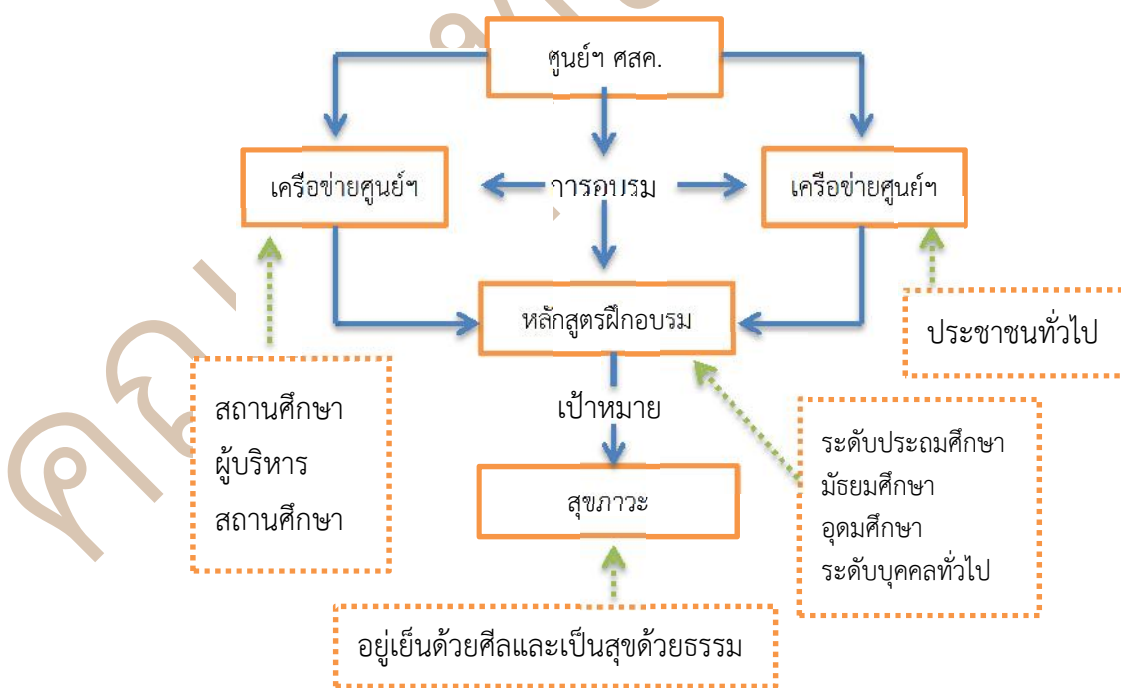 ศูนย์ฯ ศสค.
เครือข่ายศูนย์ฯ
การอบรม
เครือข่ายศูนย์ฯ
หลักสูตรฝึกอบรม
ประชาชนทั่วไป
สถานศึกษา
ผู้บริหาร
สถานศึกษา
เป้าหมาย
ระดับประถมศึกษา
มัธยมศึกษา
อุดมศึกษา
ระดับบุคคลทั่วไป
สุขภาวะ
อยู่เย็นด้วยศีลและเป็นสุขด้วยธรรม